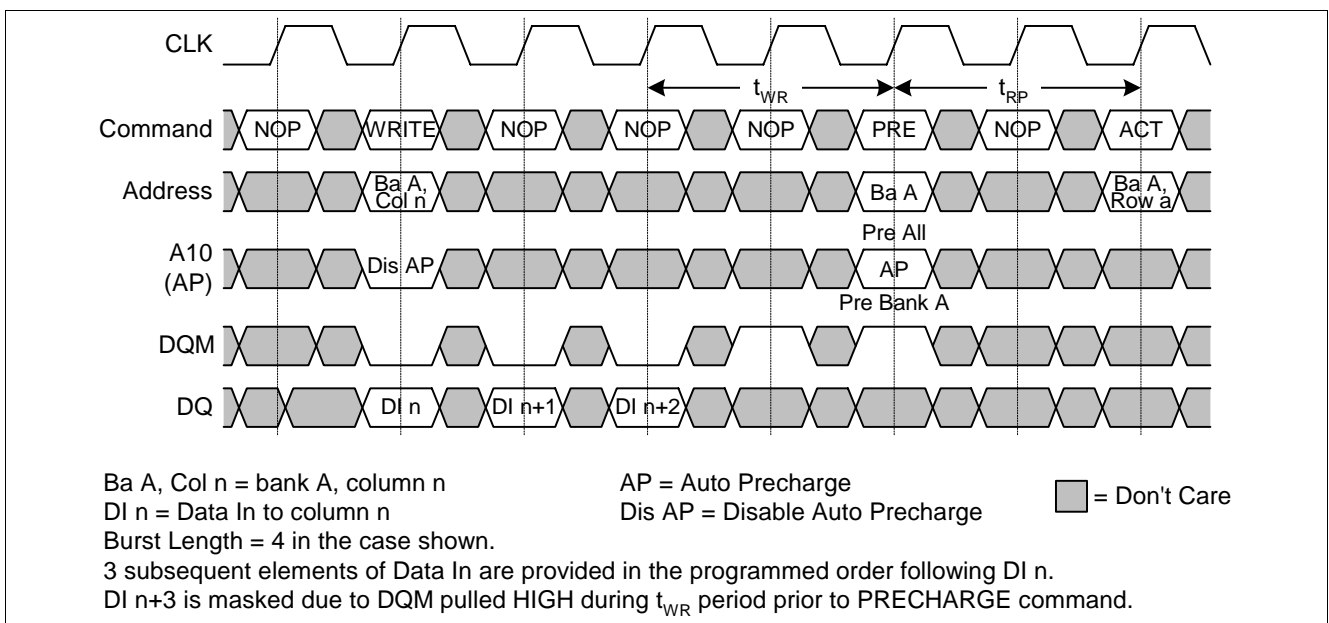 CLK
tWR tRP
Command NOP WRITE NOP NOP NOP PRE NOP ACT
Address Ba A, Col n Ba A Ba A, Row a
Pre All
A10 (AP) Dis AP AP
Pre Bank A
DQM
DQ DI n DI n+1 DI n+2
Ba A, Col n = bank A, column n
AP = Auto Precharge
= Don't Care
DI n = Data In to column n
Dis AP = Disable Auto Precharge
Burst Length = 4 in the case shown.
3 subsequent elements of Data In are provided in the programmed order following DI n.
DI n+3 is masked due to DQM pulled HIGH during tWR period prior to PRECHARGE command.